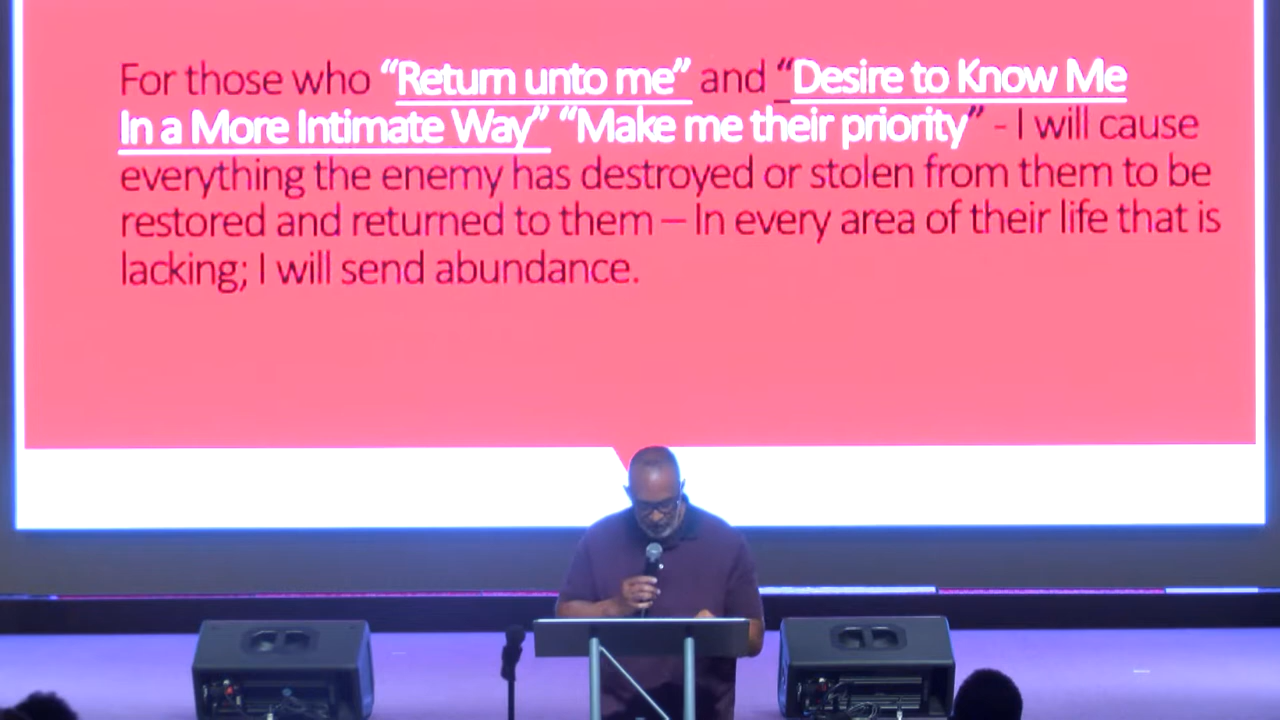 For those who “Return unto me” and “Desire to Know Me
In a More Intimate Way” “Make me their priority” - I will cause
everything the enemy has destroyed or stolen from them to be
restored and returned to them – In every area of their life that is
lacking; I will send abundance.